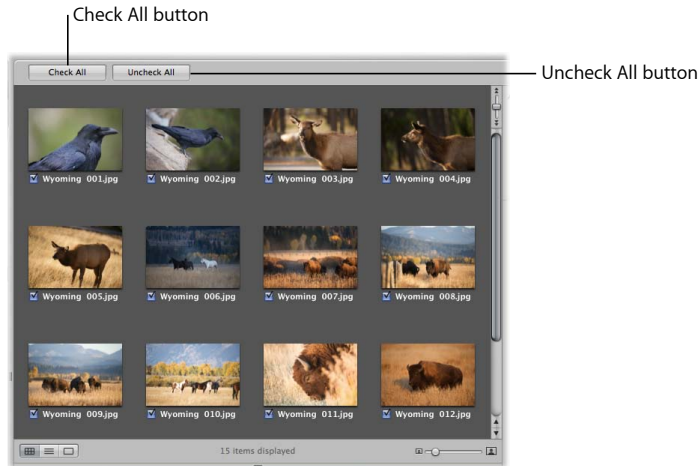 Check All button
Check All Uncheck All
Uncheck All button
Wyoming 001.jpg Wyoming 002.jpg Wyoming 003.jpg Wyoming 004.jpg
Wyoming 005.jpg Wyoming 006.jpg Wyoming 007.jpg Wyoming 008.jpg
Wyoming 009.jpg Wyoming 010.jpg Wyoming 011.jpg Wyoming 012.jpg
15 items displayed